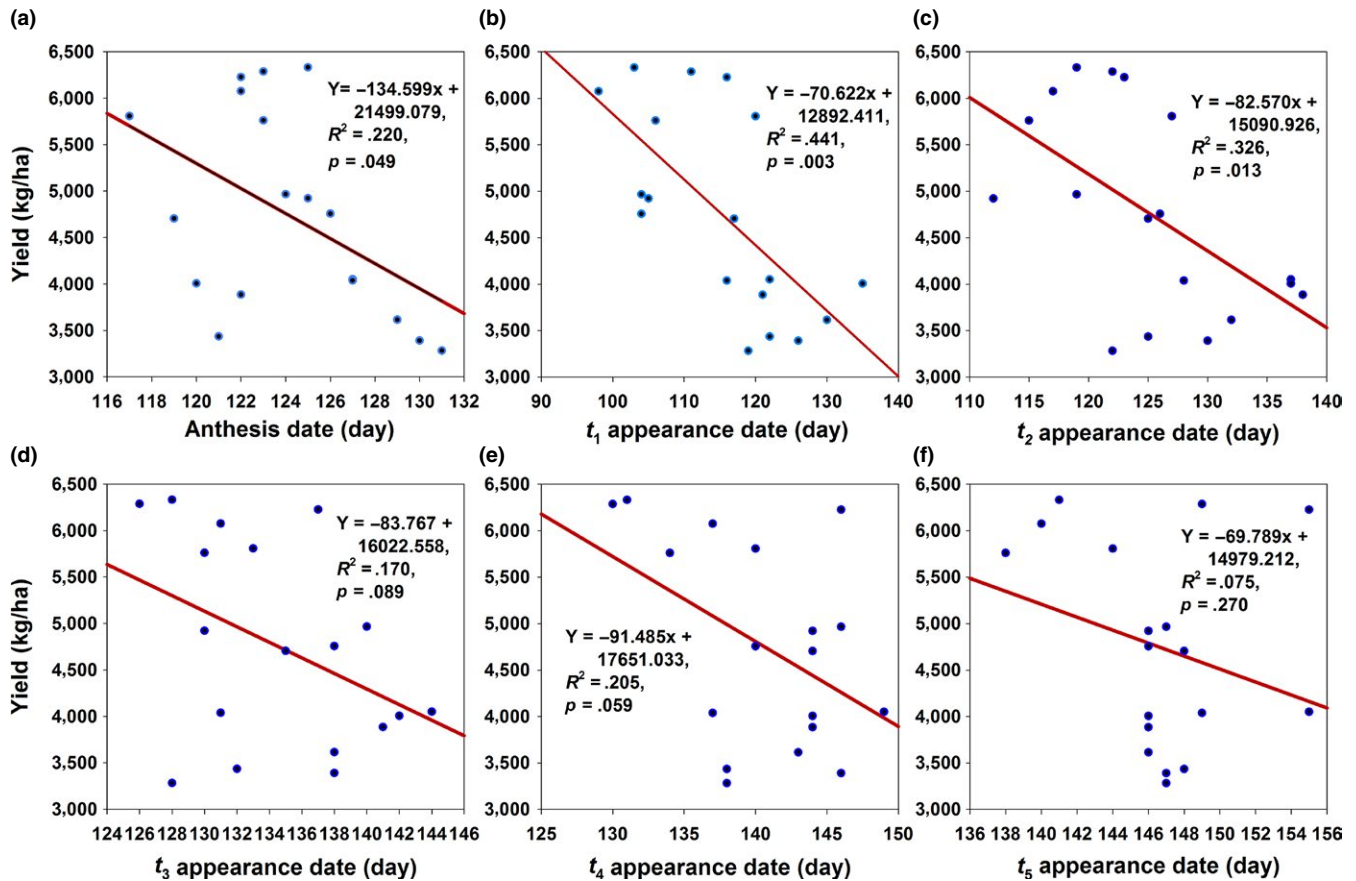 (a)
6,500
6,000
5,500
5,000
4,500
4,000
3,500
3,000
Yield (kg/ha)
Y= −134.599x +
21499.079,
R² = .220,
p = .049
116 118 120 122 124 126 128 130 132
Anthesis date (day)
(b)
6,500
6,000
5,500
5,000
4,500
4,000
3,500
3,000
Y = −70.622x +
12892.411,
R² = .441,
p = .003
90 100 110 120 130 140
t₁ appearance date (day)
(c)
6,500
6,000
5,500
5,000
4,500
4,000
3,500
3,000
Y = −82.570x +
15090.926,
R² = .326,
p = .013
110 115 120 125 130 135 140
t₂ appearance date (day)
(d)
6,500
6,000
5,500
5,000
4,500
4,000
3,500
3,000
Yield (kg/ha)
Y = −83.767 +
16022.558,
R² = .170,
p = .089
124 126 128 130 132 134 136 138 140 142 144 146
t₃ appearance date (day)
(e)
6,500
6,000
5,500
5,000
4,500
4,000
3,500
3,000
Y = −91.485x +
17651.033,
R² = .205,
p = .059
125 130 135 140 145 150
t₄ appearance date (day)
(f)
6,500
6,000
5,500
5,000
4,500
4,000
3,500
3,000
Y = −69.789x +
14979.212,
R² = .075,
p = .270
136 138 140 142 144 146 148 150 152 154 156
t₅ appearance date (day)